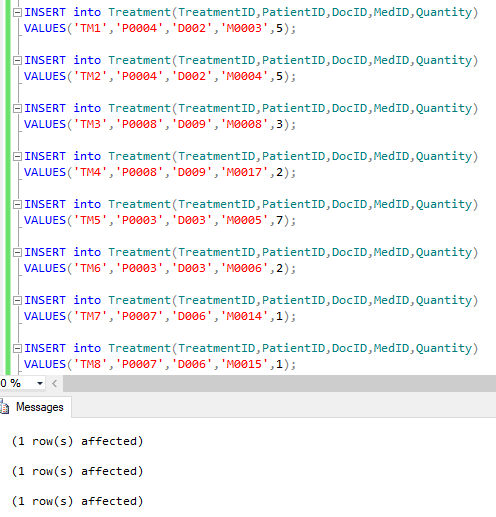 INSERT into Treatment(TreatmentID,PatientID,DocID,MedID,Quantity)
VALUES('TM1','P0004','D002','M0003',5);
INSERT into Treatment(TreatmentID,PatientID,DocID,MedID,Quantity)
VALUES('TM2','P0004','D002','M0004',5);
INSERT into Treatment(TreatmentID,PatientID,DocID,MedID,Quantity)
VALUES('TM3','P0008','D009','M0008',3);
INSERT into Treatment(TreatmentID,PatientID,DocID,MedID,Quantity)
VALUES('TM4','P0008','D009','M0017',2);
INSERT into Treatment(TreatmentID,PatientID,DocID,MedID,Quantity)
VALUES('TM5','P0003','D003','M0005',7);
INSERT into Treatment(TreatmentID,PatientID,DocID,MedID,Quantity)
VALUES('TM6','P0003','D003','M0006',2);
INSERT into Treatment(TreatmentID,PatientID,DocID,MedID,Quantity)
VALUES('TM7','P0007','D006','M0014',1);
INSERT into Treatment(TreatmentID,PatientID,DocID,MedID,Quantity)
VALUES('TM8','P0007','D006','M0015',1);
0 %
Messages
(1 row(s) affected)
(1 row(s) affected)
(1 row(s) affected)